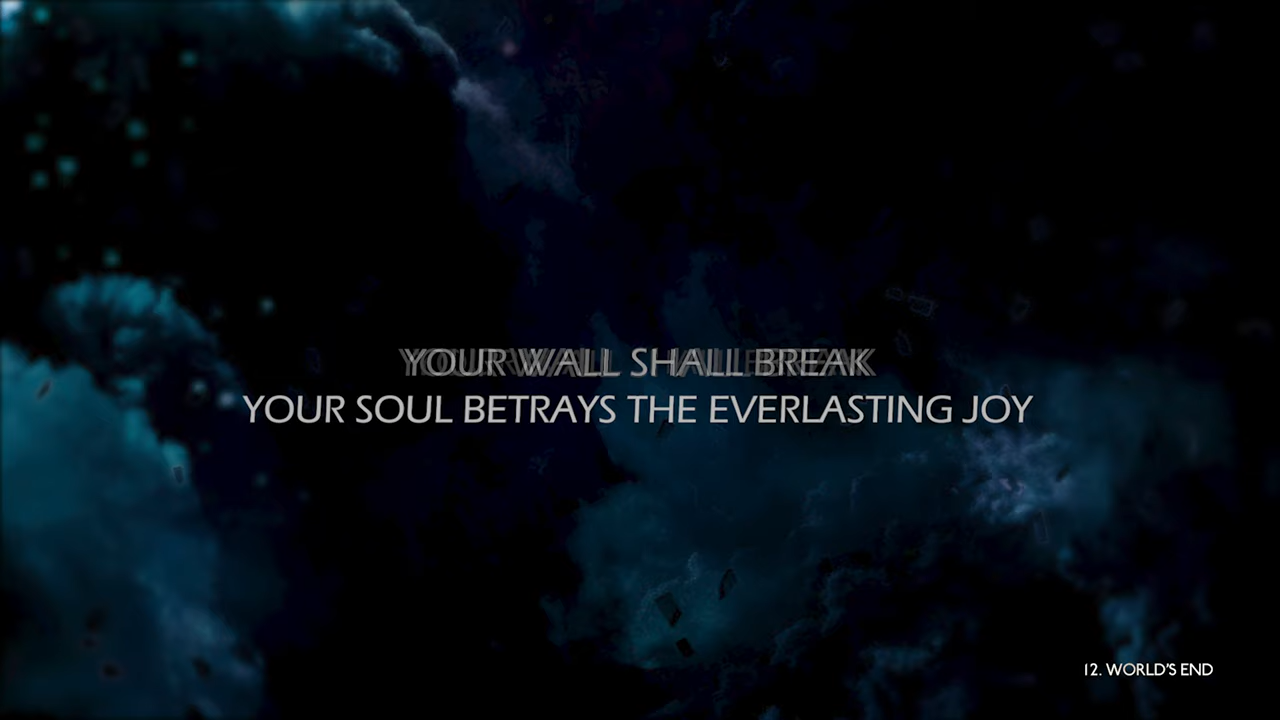 YOUR WALL SHALL BREAK
YOUR SOUL BETRAYS THE EVERLASTING JOY
12. WORLD'S END